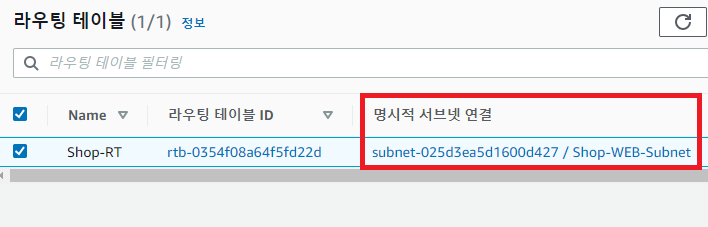 라우팅 테이블 (1/1) 정보
라우팅 테이블 필터링
Name 라우팅 테이블 ID 명시적 서브넷 연결
Shop-RT rtb-0354f08a64f5fd22d subnet-025d3ea5d1600d427 / Shop-WEB-Subnet